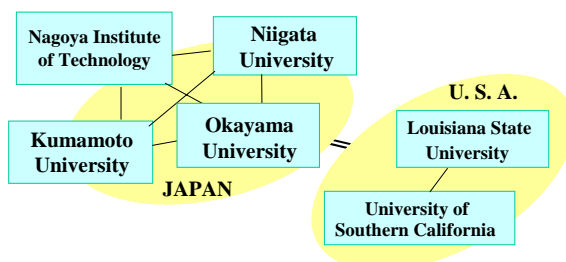 Nagoya Institute
of Technology
Niigata
University
Kumamoto
University
Okayama
University
JAPAN
U. S. A.
Louisiana State
University
University of
Southern California